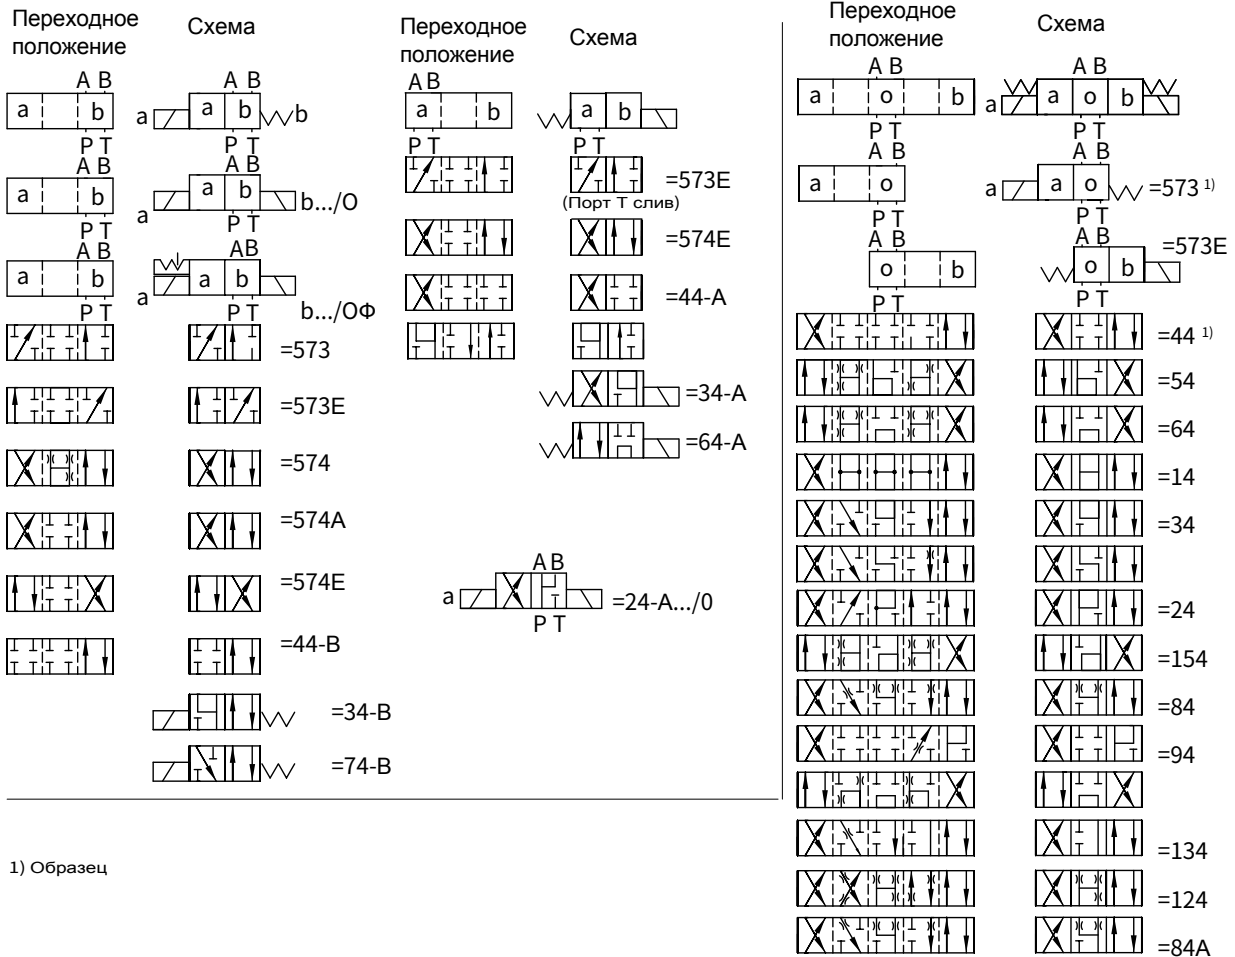 Переходное
положение
Схема
A B
a b
P T
A B
a a b b
P T
A B
a b
P T
A B
a a b b.../O
P T
A B
a b
P T
A B
a a b b.../ОФ
P T
=573
=573E
=574
=574A
=574E
=44-B
=34-B
=74-B
Переходное
положение
Схема
A B
a b
P T
a b
P T
=573E
(Порт T слив)
=574E
=44-A
=34-A
=64-A
A B
a =24-A.../0
P T
Переходное
положение
Схема
A B
a o b
P T
A B
a a o b
P T
A B
a o
P T
A B
a a o =573 1)
P T
A B
o b
P T
A B
o b =573E
P T
=44 1)
=54
=64
=14
=34
=24
=154
=84
=94
=134
=124
=84A
1) Образец